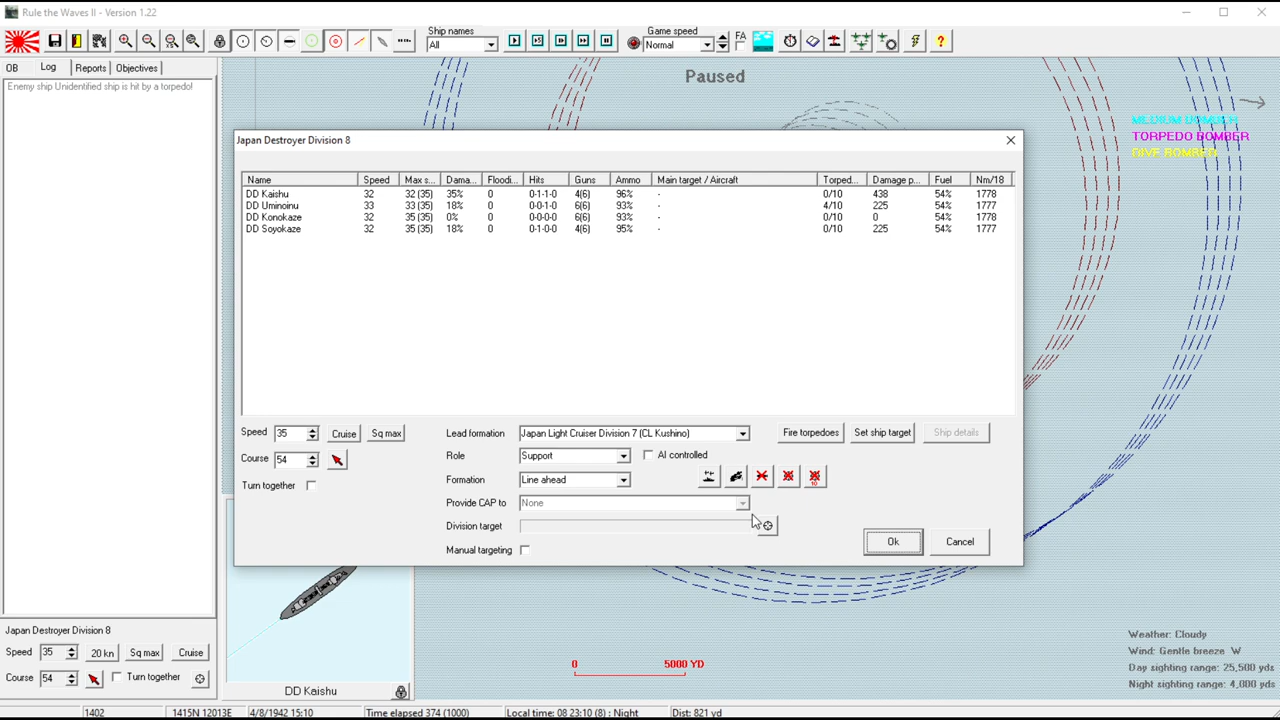 Rule the Waves II - Version 1.22
Ship names
All
Game speed
Normal
FA
?
OB
Log
Reports
Objectives
Enemy ship Unidentified ship is hit by a torpedo!
Paused
MEDIUM BOMBER
TORPEDO BOMBER
DIVE BOMBER
Japan Destroyer Division 8
Name Speed Max s... Dama... Floodi... Hits Guns Ammo Main target / Aircraft Torped... Damage p... Fuel Nm/18
DD Kaishu 32 32 (35) 35% 0 0-1-1-0 4(6) 96% - 0/10 438 54% 1778
DD Uminoinu 33 33 (35) 18% 0 0-0-1-0 6(6) 93% - 4/10 225 54% 1777
DD Konokaze 32 35 (35) 0% 0 0-0-0-0 6(6) 93% - 0/10 0 54% 1778
DD Soyokaze 32 35 (35) 18% 0 0-1-0-0 4(6) 95% - 0/10 225 54% 1777
Speed 35 Cruise Sq max
Course 54
Turn together
Lead formation Japan Light Cruiser Division 7 (CL Kushino)
Fire torpedoes Set ship target Ship details
Role Support
AI controlled
Formation Line ahead
10
Provide CAP to None
Division target
Manual targeting
Ok Cancel
Japan Destroyer Division 8
Speed 35 20 kn Sq max Cruise
Course 54 Turn together
DD Kaishu
0 5000 YD
Weather: Cloudy
Wind: Gentle breeze W
Day sighting range: 25,500 yds
Night sighting range: 4,000 yds
1402 1415N 12013E 4/8/1942 15:10 Time elapsed 374 (1000) Local time: 08 23:10 (8) : Night Dist: 821 yd